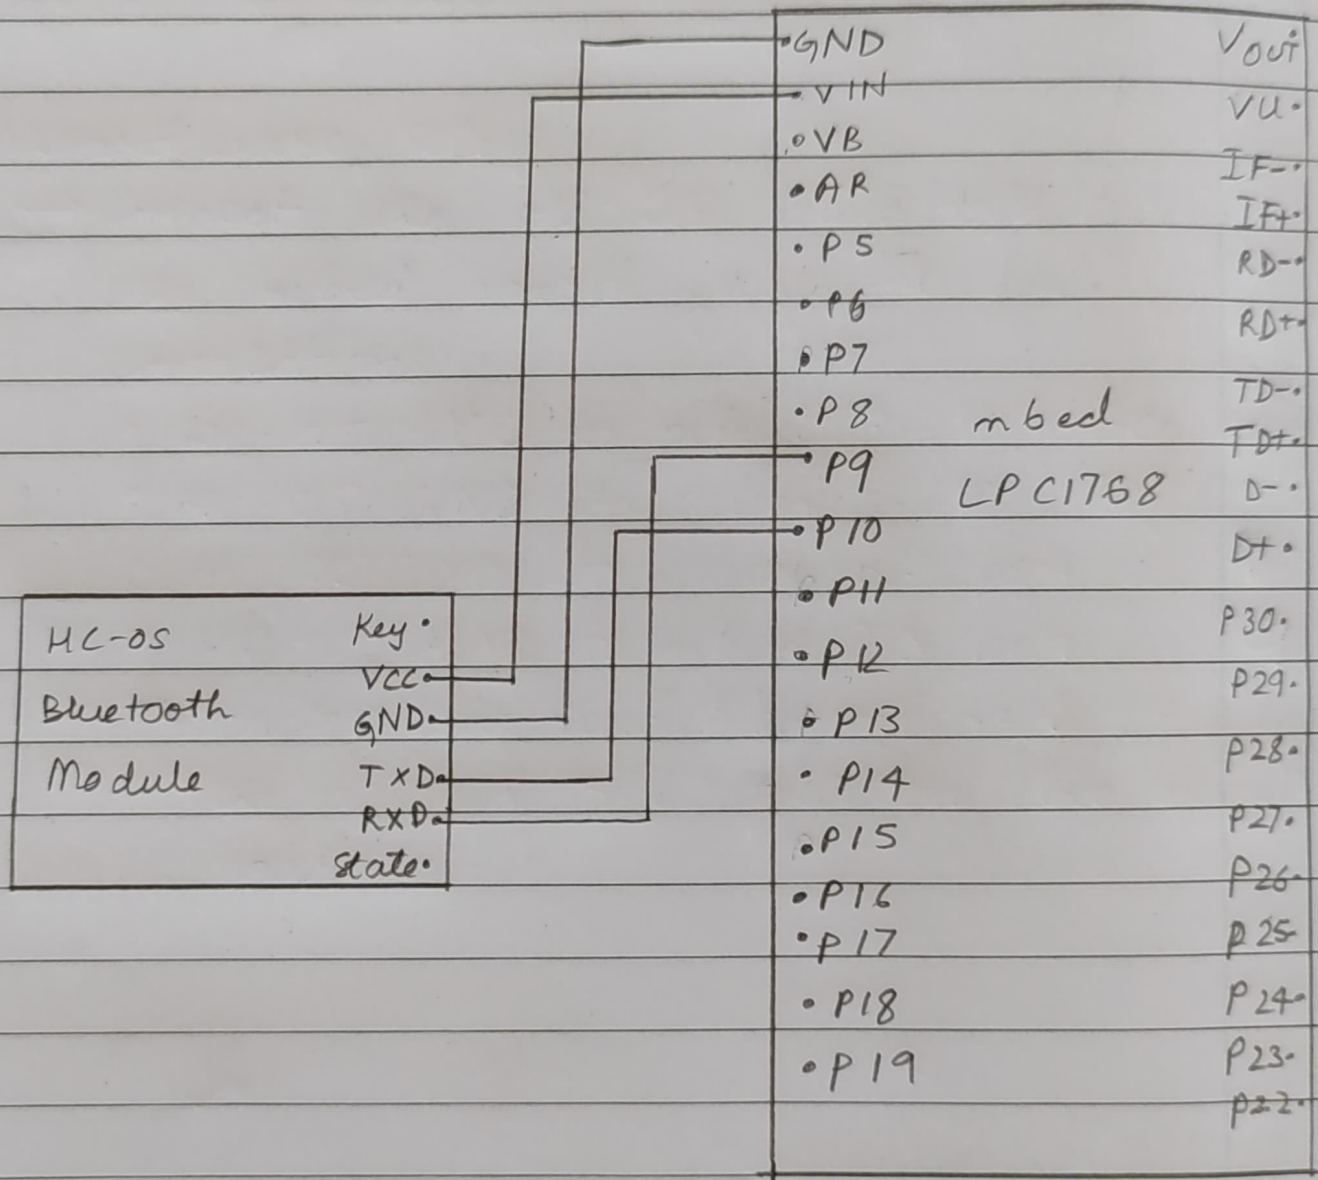 GND VOUT
VIN VU
VB IF-
AR IF+
P5 RD-
P6 RD+
P7 TD-
P8 mbed TD+
P9 LPC1768 D-
P10 D+
P11 P30
P12 P29
P13 P28
P14 P27
P15 P26
P16 P25
P17 P24
P18 P23
P19 P22
HC-05 Key
VCC
Bluetooth GND
Module TXD
RXD
State